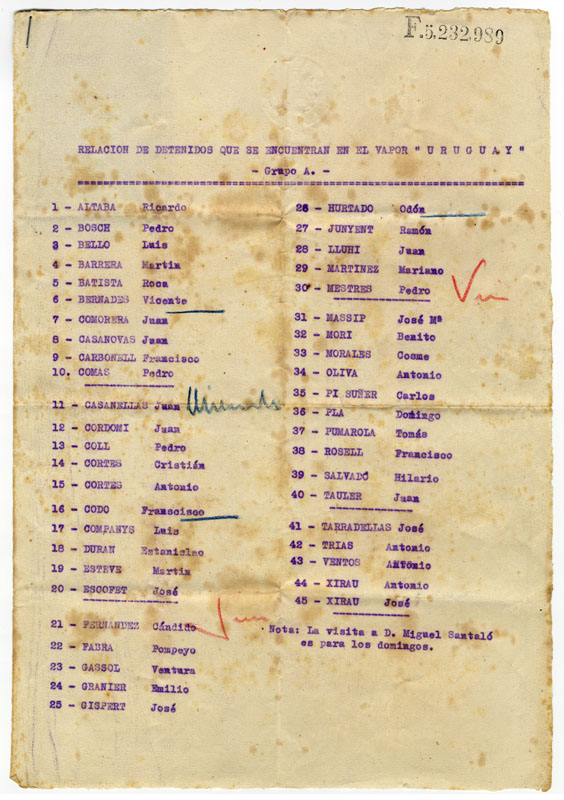 F.5.232.989
RELACION DE DETENIDOS QUE SE ENCUENTRAN EN EL VAPOR " U R U G U A Y "
- Grupo A. -
1 - ALTABA Ricardo
2 - BOSCH Pedro
3 - BELLO Luis
4 - BARRERA Martin
5 - BATISTA Roca
6 - BERNADES Vicente
7 - COMORERA Juan
8 - CASANOVAS Juan
9 - CARBONELL Francisco
10. COMAS Pedro
11 - CASANELLAS Juan
12 - CORDOMI Juan
13 - COLL Pedro
14 - CORTES Cristián
15 - CORTES Antonio
16 - CODO Franscisco
17 - COMPANYS Luis
18 - DURAN Estanislao
19 - ESTEVE Martin
20 - ESCOFET José
21 - FERNANDEZ Cándido
22 - FABRA Pompeyo
23 - GASSOL Ventura
24 - GRANIER Emilio
25 - GISPERT José
26 - HURTADO Odón
27 - JUNYENT Ramón
28 - LLUHI Juan
29 - MARTINEZ Mariano
30 - MESTRES Pedro
31 - MASSIP José Mª
32 - MORI Benito
33 - MORALES Cosme
34 - OLIVA Antonio
35 - PI SUÑER Carlos
36 - PLA Domingo
37 - PUMAROLA Tomás
38 - ROSELL Francisco
39 - SALVADÓ Hilario
40 - TAULER Juan
41 - TARRADELLAS José
42 - TRIAS Antonio
43 - VENTOS Antonio
44 - XIRAU Antonio
45 - XIRAU José
Nota: La visita a D. Miguel Santaló
es para los domingos.